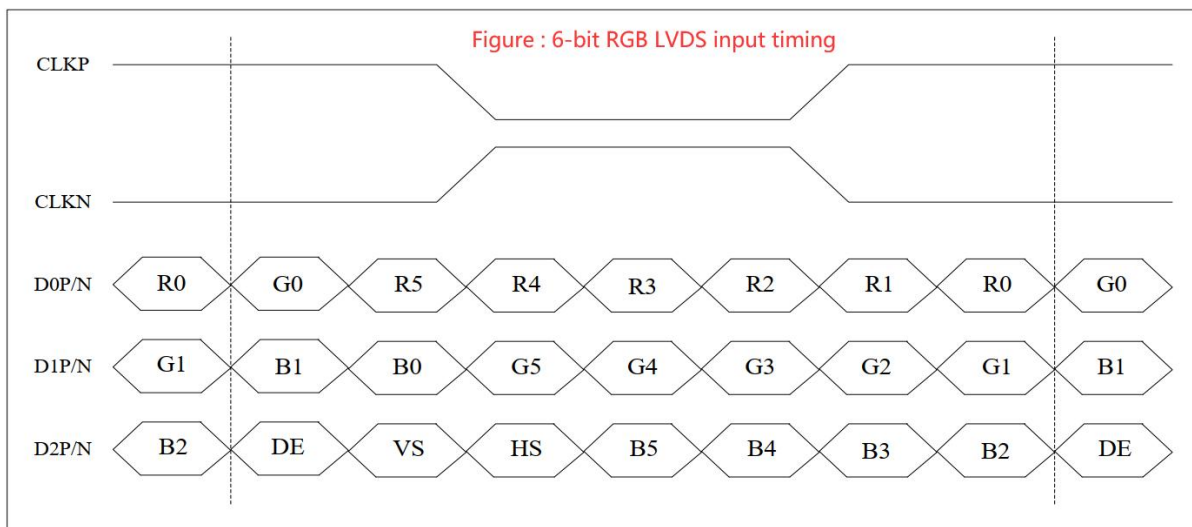 Figure : 6-bit RGB LVDS input timing
CLKP
CLKN
D0P/N R0 G0 R5 R4 R3 R2 R1 R0 G0
D1P/N G1 B1 B0 G5 G4 G3 G2 G1 B1
D2P/N B2 DE VS HS B5 B4 B3 B2 DE